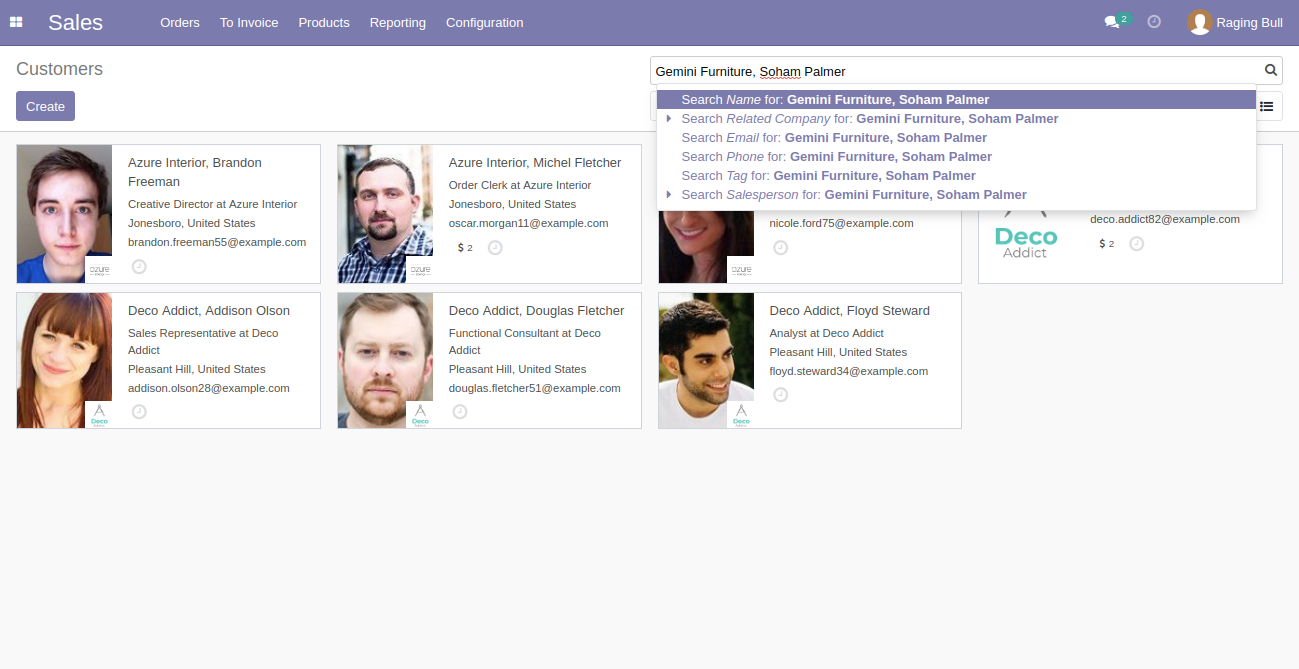 Sales
Orders
To Invoice
Products
Reporting
Configuration
2
Raging Bull
Customers
Gemini Furniture, Soham Palmer
Create
Search Name for: Gemini Furniture, Soham Palmer
Search Related Company for: Gemini Furniture, Soham Palmer
Search Email for: Gemini Furniture, Soham Palmer
Search Phone for: Gemini Furniture, Soham Palmer
Search Tag for: Gemini Furniture, Soham Palmer
Search Salesperson for: Gemini Furniture, Soham Palmer
Azure Interior, Brandon
Freeman
Creative Director at Azure Interior
Jonesboro, United States
brandon.freeman55@example.com
azure
Azure Interior, Michel Fletcher
Order Clerk at Azure Interior
Jonesboro, United States
oscar.morgan11@example.com
$ 2
azure
nicole.ford75@example.com
azure
deco.addict82@example.com
$ 2
Deco
Addict
Deco Addict, Addison Olson
Sales Representative at Deco
Addict
Pleasant Hill, United States
addison.olson28@example.com
Deco
Addict
Deco Addict, Douglas Fletcher
Functional Consultant at Deco
Addict
Pleasant Hill, United States
douglas.fletcher51@example.com
Deco
Addict
Deco Addict, Floyd Steward
Analyst at Deco Addict
Pleasant Hill, United States
floyd.steward34@example.com
Deco
Addict